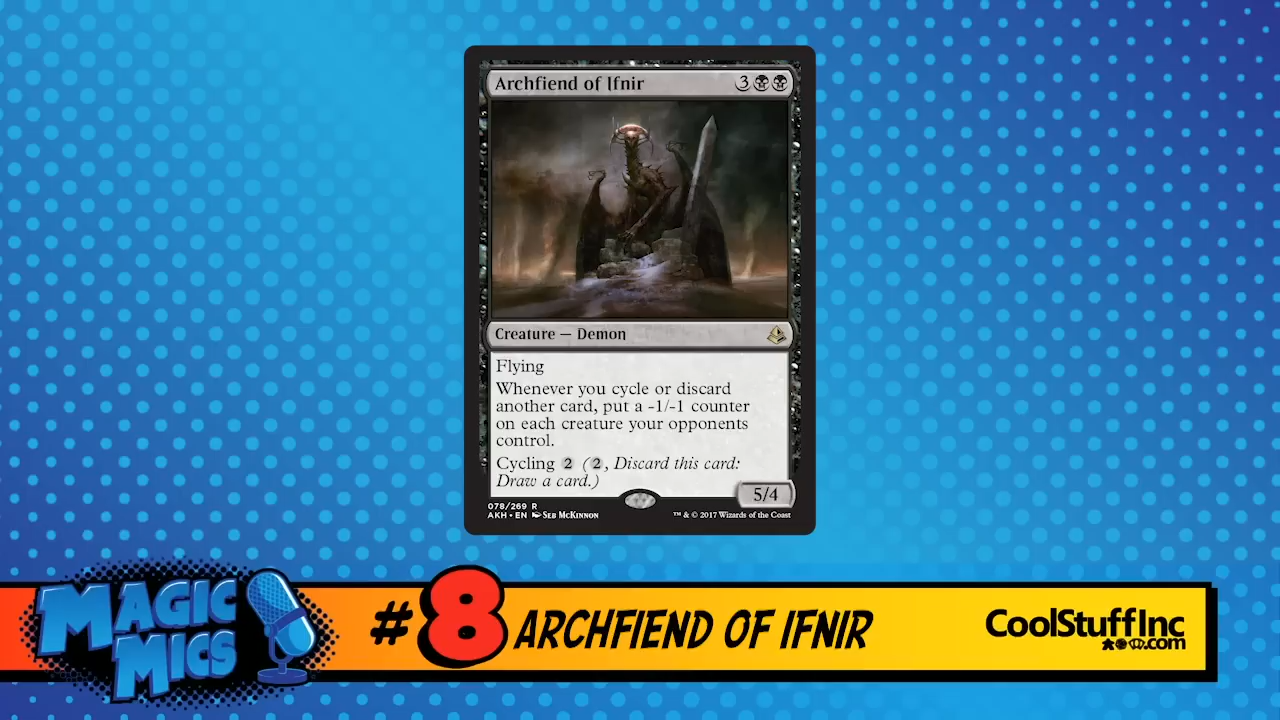 Archfiend of Ifnir 3
Creature — Demon
Flying
Whenever you cycle or discard
another card, put a -1/-1 counter
on each creature your opponents
control.
Cycling 2 (2, Discard this card:
Draw a card.)
5/4
078/269 R
AKH • EN Seb McKinnon
™ & © 2017 Wizards of the Coast
MAGIC
MICS
#8 ARCHFIEND OF IFNIR
CoolStuffInc
.com